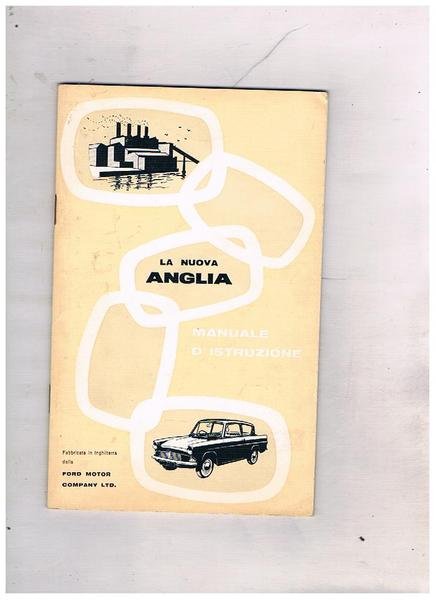 LA NUOVA
ANGLIA
MANUALE
D'ISTRUZIONE
Fabbricata in Inghilterra
dalla
FORD MOTOR
COMPANY LTD.